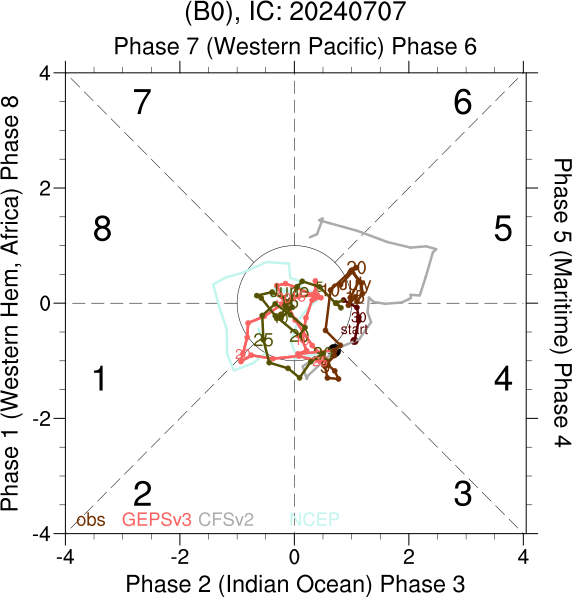 (B0), IC: 20240707
Phase 7 (Western Pacific) Phase 6
Phase 1 (Western Hem, Africa) Phase 8
Phase 5 (Maritime) Phase 4
4
2
0
-2
-4
7
6
8
5
1
4
2
3
20
July
June
start
25
obs
GEPSv3
CFSv2
NCEP
-4
-2
0
2
4
Phase 2 (Indian Ocean) Phase 3